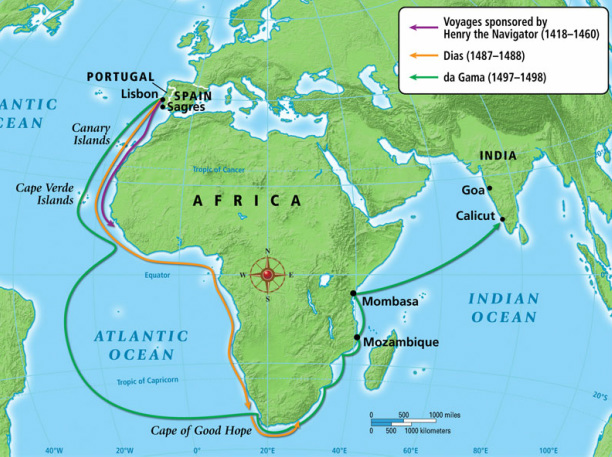 Voyages sponsored by
Henry the Navigator (1418–1460)
Dias (1487–1488)
da Gama (1497–1498)
PORTUGAL
Lisbon
SPAIN
Sagres
ANTIC
CEAN
Canary
Islands
Cape Verde
Islands
Tropic of Cancer
AFRICA
INDIA
Goa
Calicut
N
W
E
S
Equator
Mombasa
INDIAN
OCEAN
Mozambique
ATLANTIC
OCEAN
Tropic of Capricorn
Cape of Good Hope
0 500 1000 miles
0 500 1000 kilometers
20°S
40°W 20°W 0° 20°E 40°E 60°E 80°E 100°E